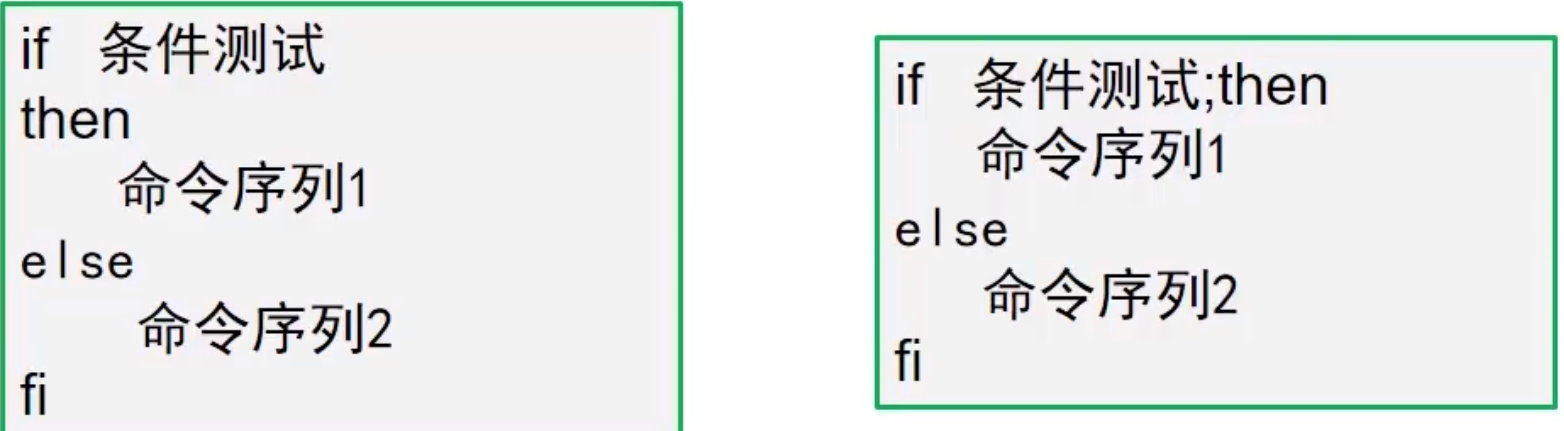 if 条件测试
then
命令序列1
else
命令序列2
fi
if 条件测试;then
命令序列1
else
命令序列2
fi